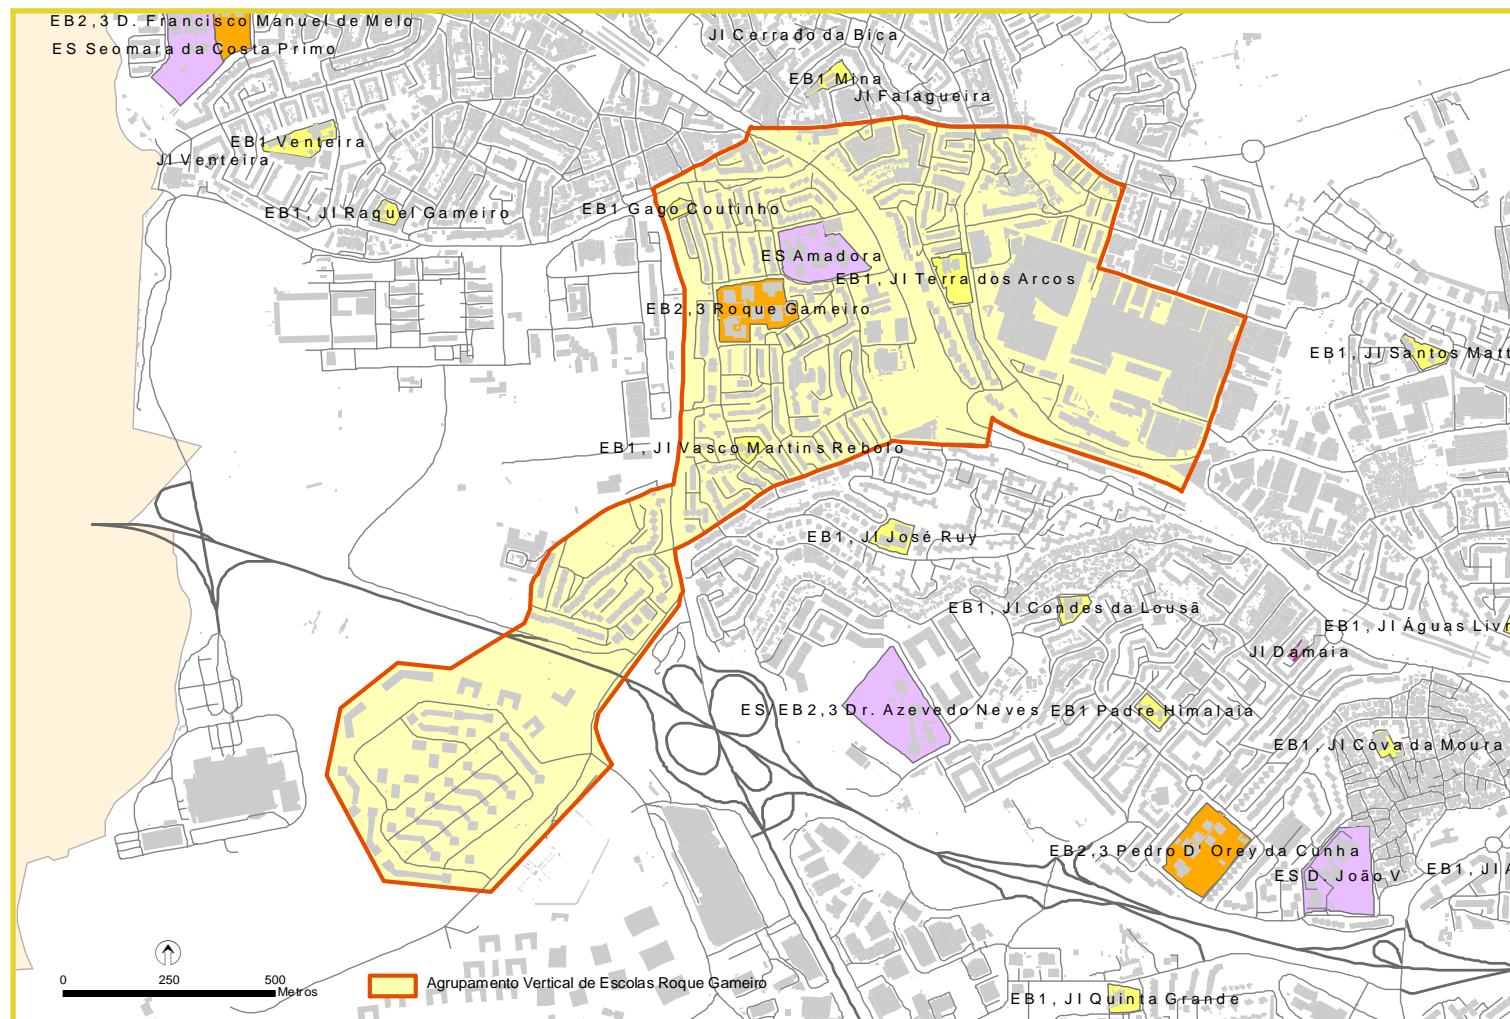 EB2,3 D. Francisco Manuel de Melo
ES Seomara da Costa Primo
JI Cerrado da Bica
EB1 Mina
JI Falagueira
EB1 Venteira
JI Venteira
EB1, JI Raquel Gameiro
EB1 Gago Coutinho
ES Amadora
EB1, JI Terra dos Arcos
EB2,3 Roque Gameiro
EB1, JI Santos Matt
EB1, JI Vasco Martins Rebolo
EB1, JI José Ruy
EB1, JI Condes da Lousã
EB1, JI Águas Livr
JI Damaia
ES/EB2,3 Dr. Azevedo Neves
EB1 Padre Himalaia
EB1, JI Cova da Moura
EB2,3 Pedro D' Orey da Cunha
ES D. João V
EB1, JI A
0 250 500
Metros
Agrupamento Vertical de Escolas Roque Gameiro
EB1, JI Quinta Grande